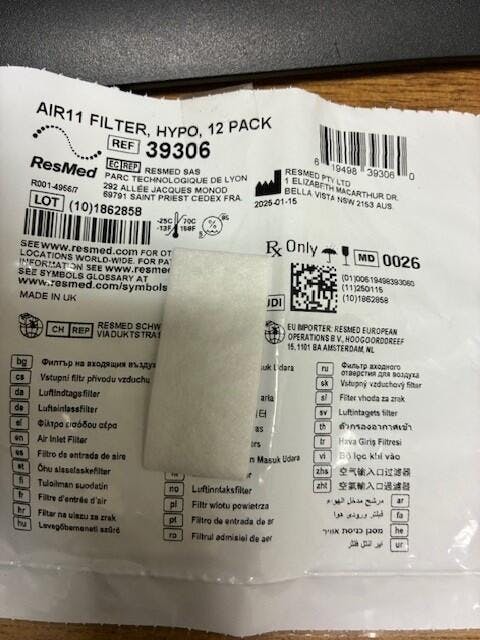 AIR11 FILTER, HYPO, 12 PACK
REF 39306
ResMed
R001-4966/7
EC REP RESMED SAS
PARC TECHNOLOGIQUE DE LYON
292 ALLÉE JACQUES MONOD
69791 SAINT PRIEST CEDEX FRA.
6 19498 39306 0
RESMED PTY LTD
1 ELIZABETH MACARTHUR DR.
BELLA VISTA NSW 2153 AUS.
2025-01-15
LOT (10)1862858
-25C 70C
-13F 158F
95
SEE WWW.resmed.com FOR OT
LOCATIONS WORLD-WIDE. FOR PAT
INFORMATION SEE www.resmed
SEE SYMBOLS GLOSSARY AT
www.resmed.com/symbols
MADE IN UK
Rx Only
MD 0026
UDI
(01)00619498393060
(11)250115
(10)1862858
CH REP RESMED SCHW
EU IMPORTER: RESMED EUROPEAN
OPERATIONS B.V., HOOGOORDDREEF
15, 1101 BA AMSTERDAM, NL
bg Филтър на входящия въздух
cs Vstupní filtr přívodu vzduchu
da Luftindtagsfilter
de Lufteinlassfilter
el Φίλτρο εισόδου αέρα
en Air Inlet Filter
es Filtro de entrada de aire
et Õhu sisselaskefilter
fi Tuloilman suodatin
fr Filtre d'entrée d'air
hr Filter na ulazu za zrak
hu Levegőbemeneti szűrő
suk Udara
n Masuk Udara
no Luftinntaksfilter
pl Filtr wlotu powietrza
pt Filtro de entrada de ar
ro Filtrul admisiei de aer
ru Фильтр входного
отверстия для воздуха
sk Vstupný vzduchový filter
sl Filter vhoda za zrak
sv Luftintagets filter
th ตัวกรองอากาศเข้า
tr Hava Giriş Filtresi
vi Bộ lọc khí vào
zhs 空气输入口过滤器
zht 空氣輸入口過濾器
مرشح مدخل الهواء ar
فیلتر ورودی هوا fa
מסנן כניסת אוויר he
ایر انلٹ فلٹر ur